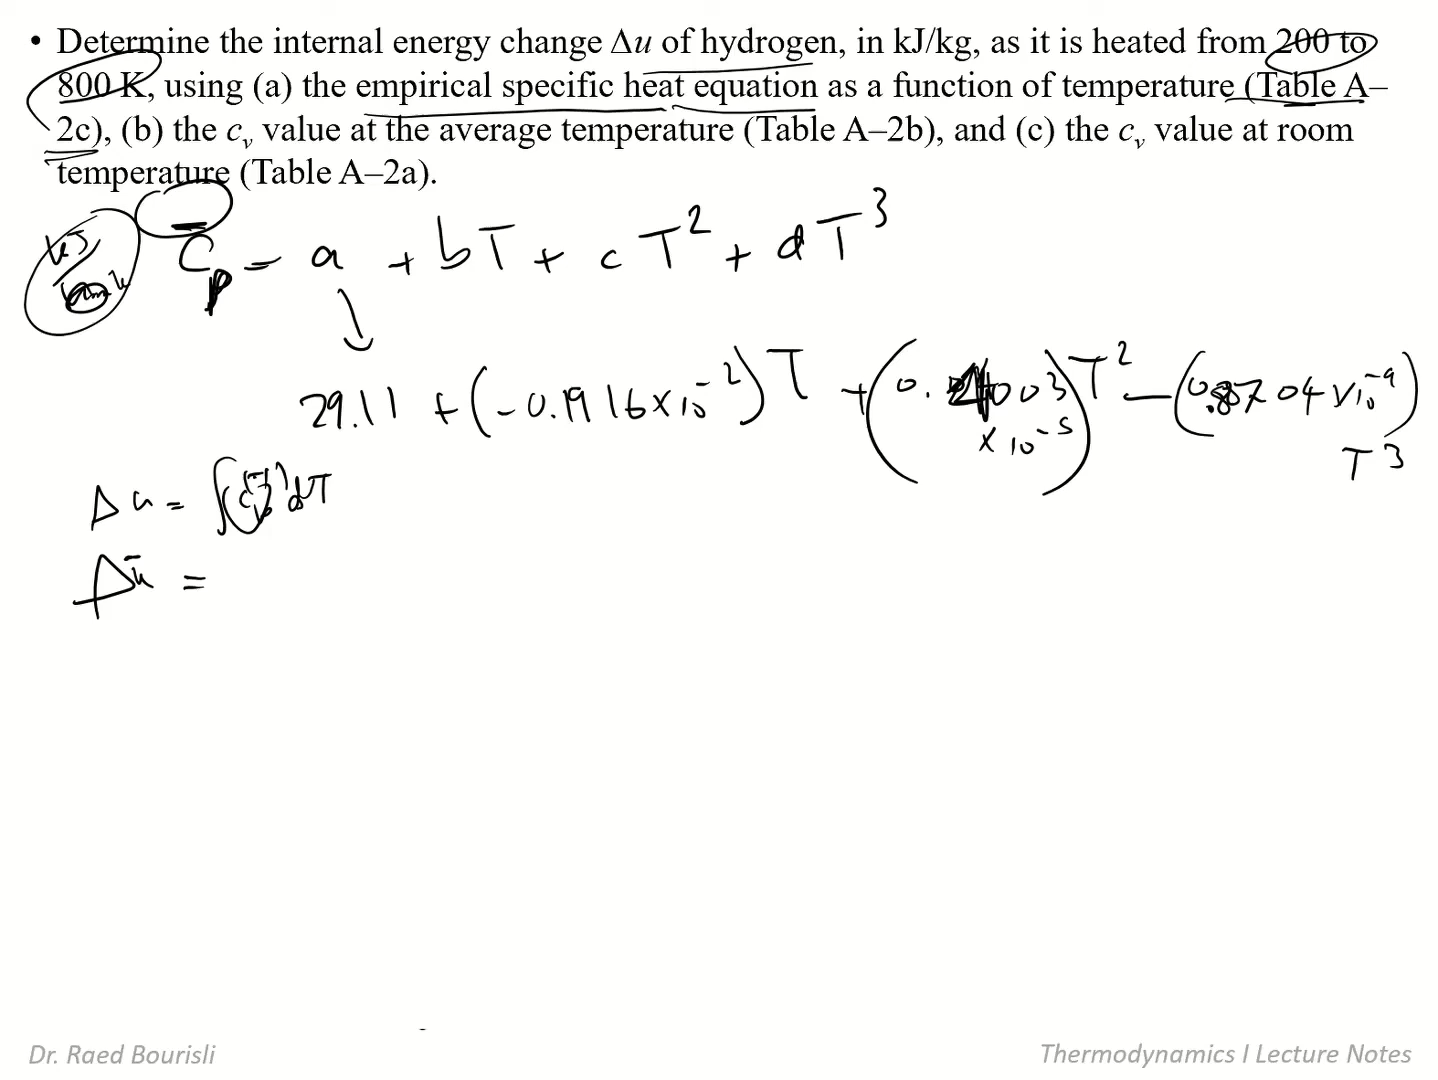 • Determine the internal energy change Δu of hydrogen, in kJ/kg, as it is heated from 200 to
800 K, using (a) the empirical specific heat equation as a function of temperature (Table A–
2c), (b) the cᵥ value at the average temperature (Table A–2b), and (c) the cᵥ value at room
temperature (Table A–2a).
C̄p = a + bT + cT² + dT³
29.11 + (-0.1916×10⁻²)T + (0.4003 ×10⁻⁵)T² - (0.8704×10⁻⁹) T³
Δu = ∫ dT
Δū =
Dr. Raed Bourisli
Thermodynamics I Lecture Notes